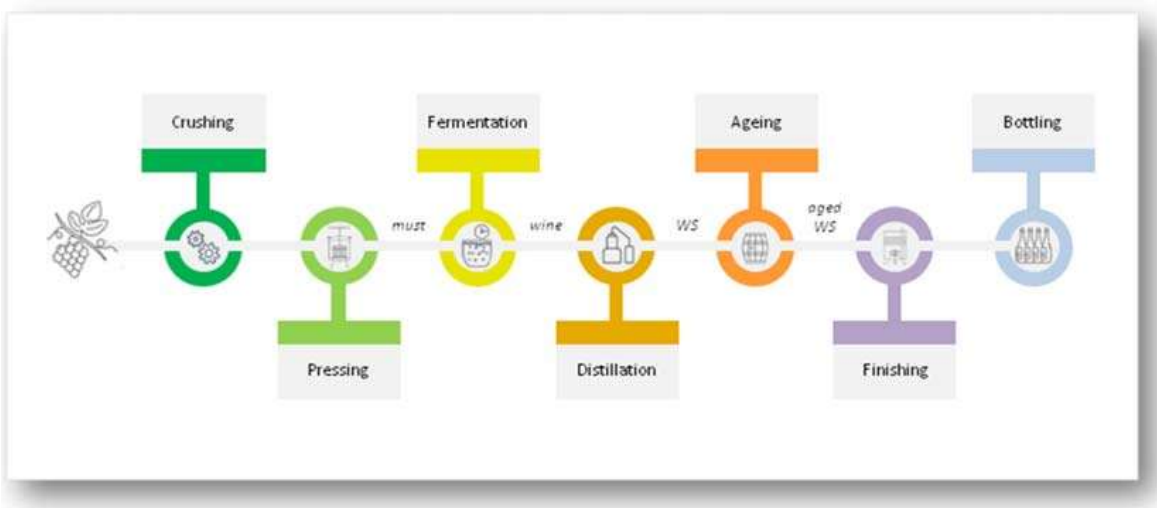 Crushing
Pressing
must
Fermentation
wine
Distillation
WS
Ageing
aged
WS
Finishing
Bottling